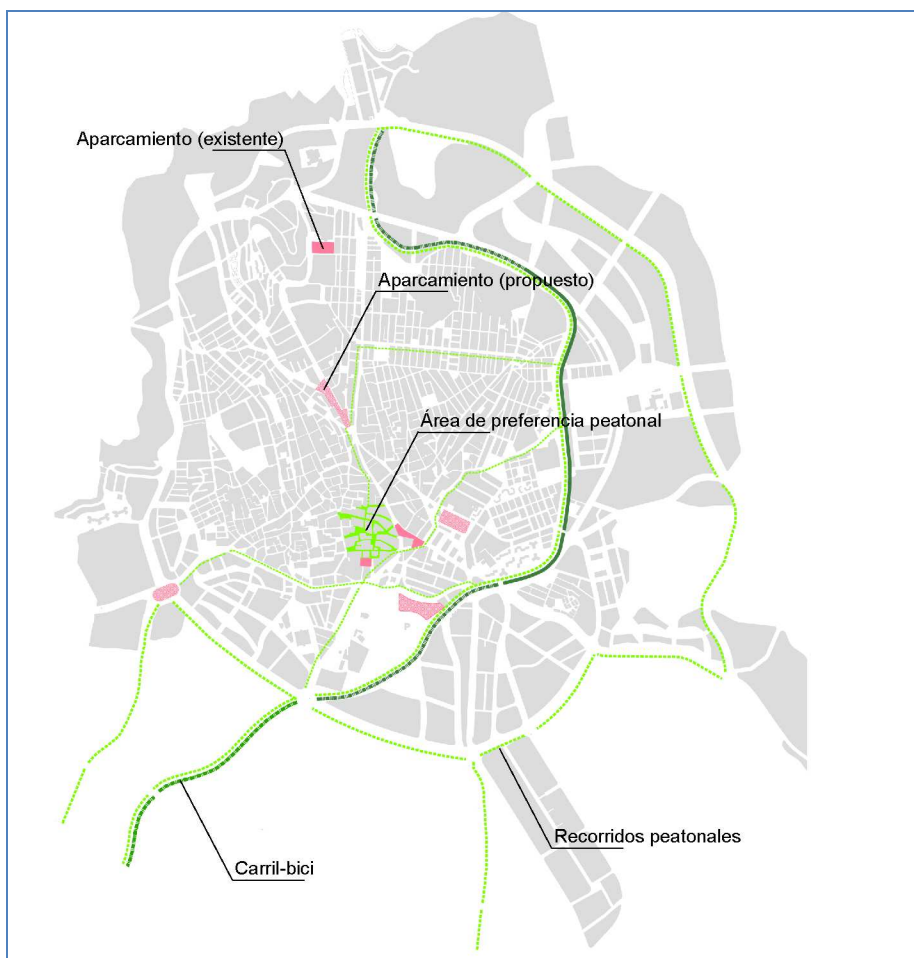 Aparcamiento (existente)
Aparcamiento (propuesto)
Área de preferencia peatonal
Recorridos peatonales
Carril-bici